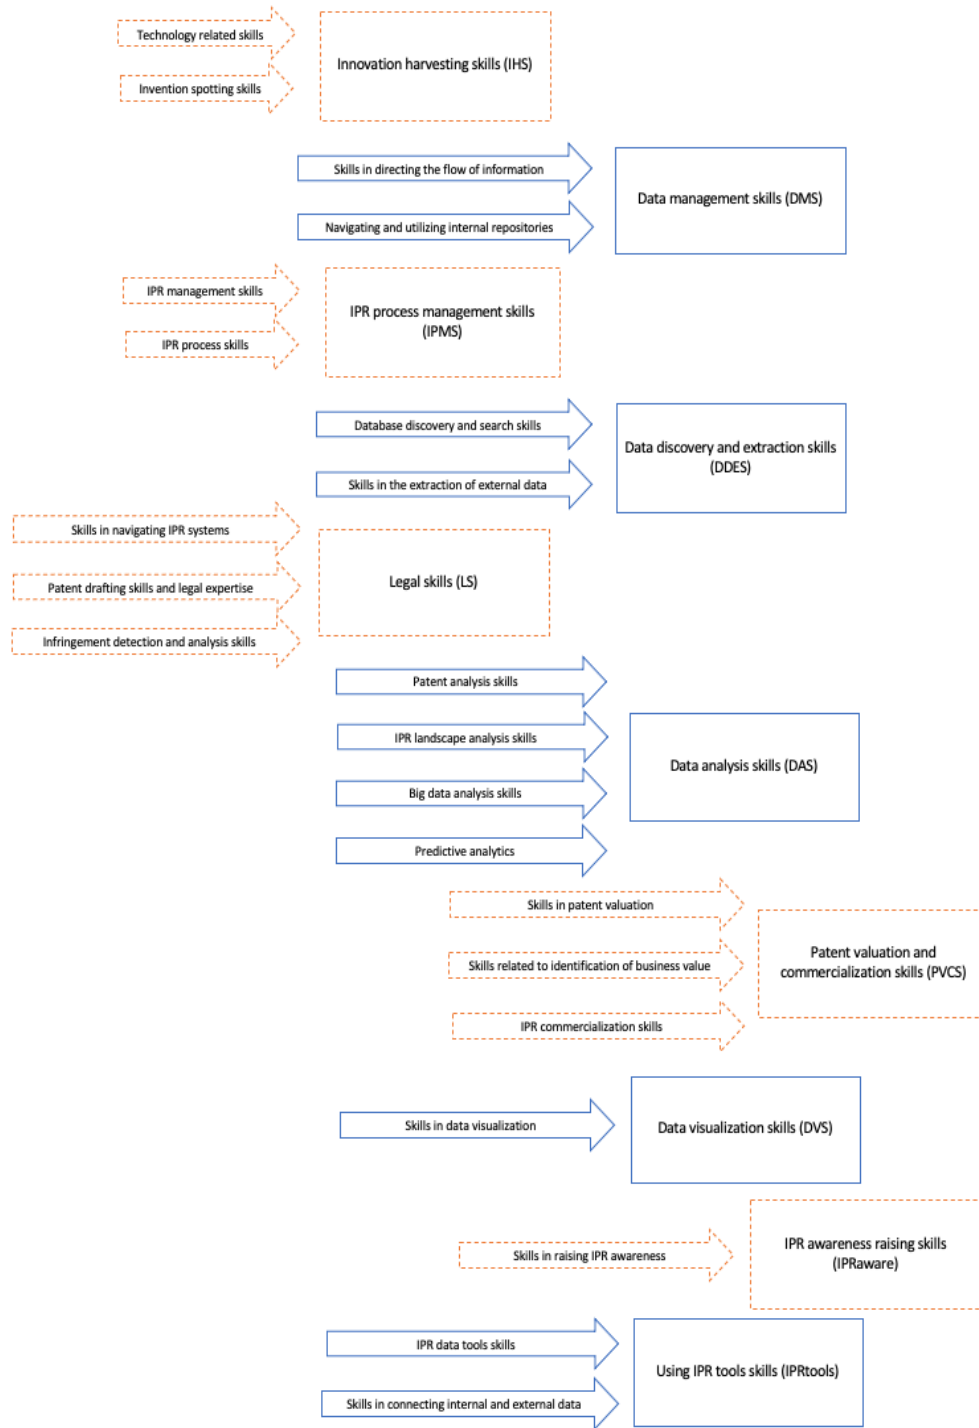 Technology related skills
Innovation harvesting skills (IHS)
Invention spotting skills
Skills in directing the flow of information
Data management skills (DMS)
Navigating and utilizing internal repositories
IPR management skills
IPR process management skills
(IPMS)
IPR process skills
Database discovery and search skills
Data discovery and extraction skills
(DDES)
Skills in the extraction of external data
Skills in navigating IPR systems
Legal skills (LS)
Patent drafting skills and legal expertise
Infringement detection and analysis skills
Patent analysis skills
IPR landscape analysis skills
Data analysis skills (DAS)
Big data analysis skills
Predictive analytics
Skills in patent valuation
Patent valuation and
commercialization skills (PVCS)
Skills related to identification of business value
IPR commercialization skills
Skills in data visualization
Data visualization skills (DVS)
Skills in raising IPR awareness
IPR awareness raising skills
(IPRaware)
IPR data tools skills
Using IPR tools skills (IPRtools)
Skills in connecting internal and external data